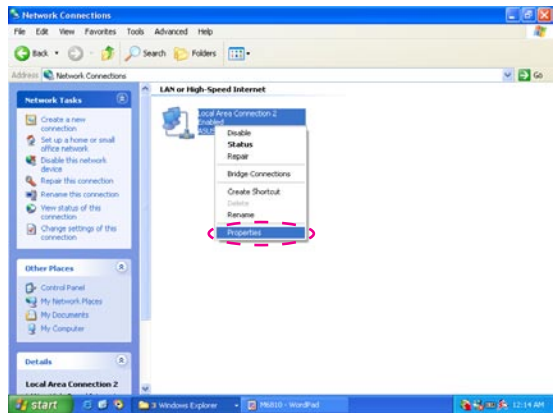 Network Connections
File Edit View Favorites Tools Advanced Help
Back Search Folders
Address Network Connections Go
Network Tasks
Create a new
connection
Set up a home or small
office network
Disable this network
device
Repair this connection
Rename this connection
View status of this
connection
Change settings of this
connection
Other Places
Control Panel
My Network Places
My Documents
My Computer
Details
Local Area Connection 2
LAN or High-Speed Internet
Local Area Connection 2
Enabled
ASUS
Disable
Status
Repair
Bridge Connections
Create Shortcut
Delete
Rename
Properties
start 3 Windows Explorer M6810 - WordPad 12:14 AM